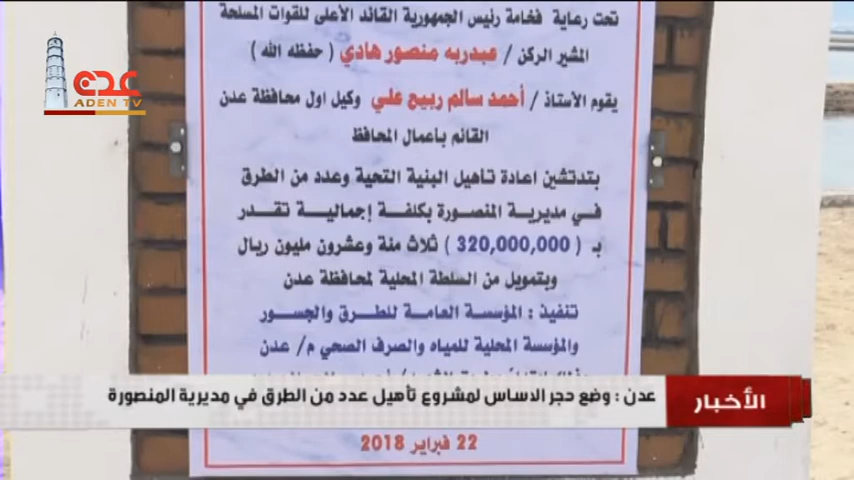 تحت رعاية فخامة رئيس الجمهورية القائد الأعلى للقوات المسلحة
المشير الركن / عبدربه منصور هادي ( حفظه الله )
يقوم الأستاذ / أحمد سالم ربيع علي وكيل اول محافظة عدن
القائم باعمال المحافظ
بتدتشين اعادة تأهيل البنية التحية وعدد من الطرق
في مديرية المنصورة بكلفة إجمالية تقدر
بـ ( 320,000,000 ) ثلاث مئة وعشرون مليون ريال
وبتمويل من السلطة المحلية لمحافظة عدن
تنفيذ : المؤسسة العامة للطرق والجسور
والمؤسسة المحلية للمياه والصرف الصحي م/ عدن
22 فبراير 2018
عدن
ADEN TV
الأخبار
عدن : وضع حجر الاساس لمشروع تأهيل عدد من الطرق في مديرية المنصورة